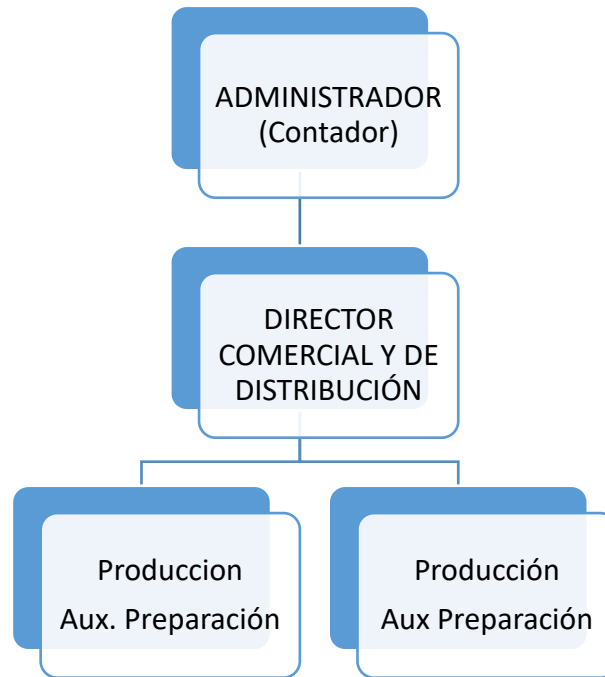 ADMINISTRADOR
(Contador)
DIRECTOR
COMERCIAL Y DE
DISTRIBUCIÓN
Produccion
Aux. Preparación
Producción
Aux Preparación